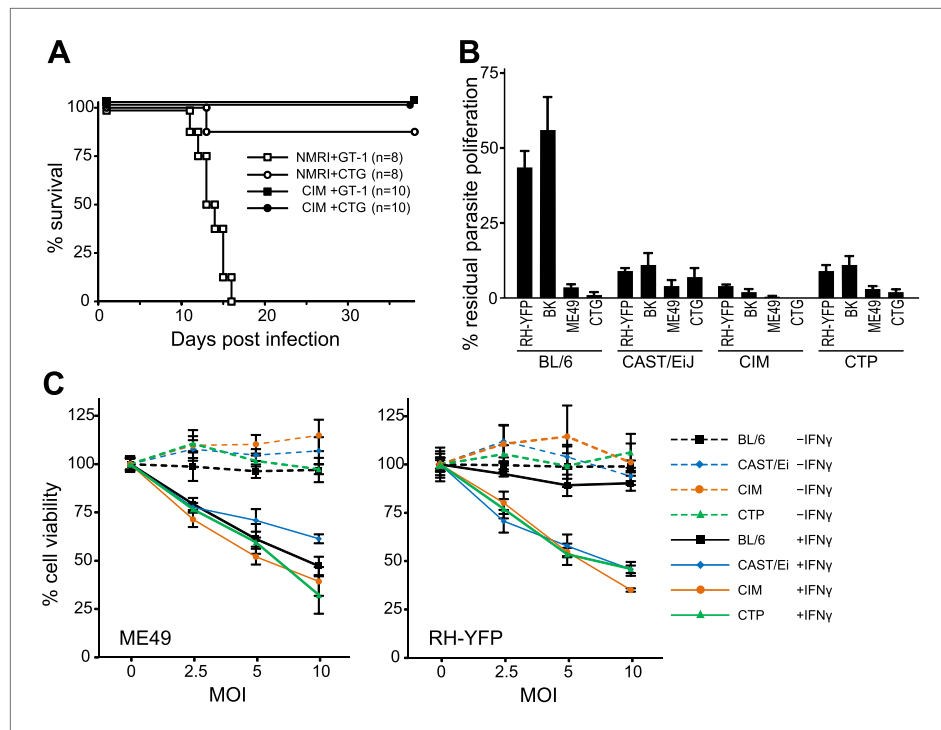 A
% survival
100
75
50
25
0
0
10
20
30
Days post infection
NMRI+GT-1 (n=8)
NMRI+CTG (n=8)
CIM +GT-1 (n=10)
CIM +CTG (n=10)
B
% residual parasite poliferation
75
50
25
0
RH-YFP
BK
ME49
CTG
RH-YFP
BK
ME49
CTG
RH-YFP
BK
ME49
CTG
RH-YFP
BK
ME49
CTG
BL/6
CAST/EiJ
CIM
CTP
C
% cell viability
125
100
75
50
25
0
0
2.5
5
10
MOI
ME49
125
100
75
50
25
0
0
2.5
5
10
MOI
RH-YFP
BL/6 −IFNγ
CAST/Ei −IFNγ
CIM −IFNγ
CTP −IFNγ
BL/6 +IFNγ
CAST/Ei +IFNγ
CIM +IFNγ
CTP +IFNγ